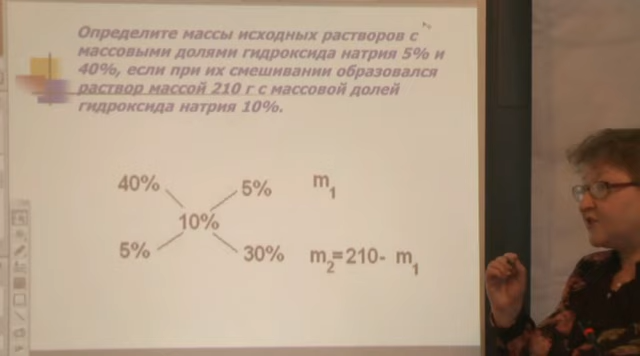 Определите массы исходных растворов с
массовыми долями гидроксида натрия 5% и
40%, если при их смешивании образовался
раствор массой 210 г с массовой долей
гидроксида натрия 10%.
40% 5% m1
10%
5% 30% m2=210- m1